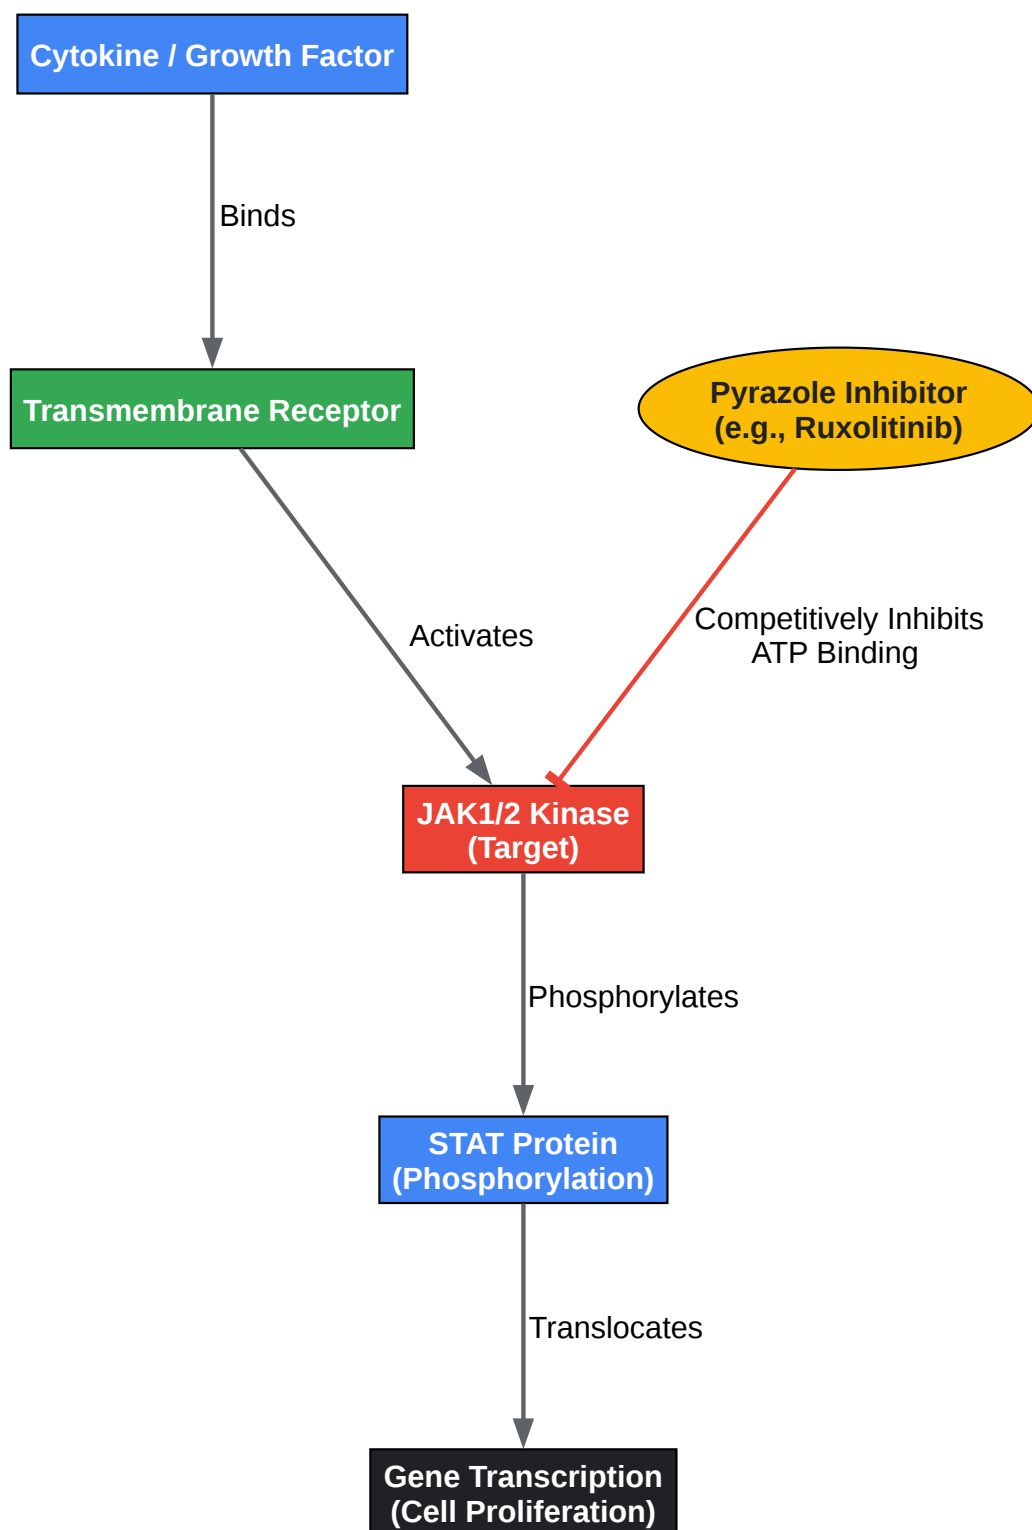 Cytokine / Growth Factor
Binds
Transmembrane Receptor
Pyrazole Inhibitor
(e.g., Ruxolitinib)
Activates
Competitively Inhibits
ATP Binding
JAK1/2 Kinase
(Target)
Phosphorylates
STAT Protein
(Phosphorylation)
Translocates
Gene Transcription
(Cell Proliferation)